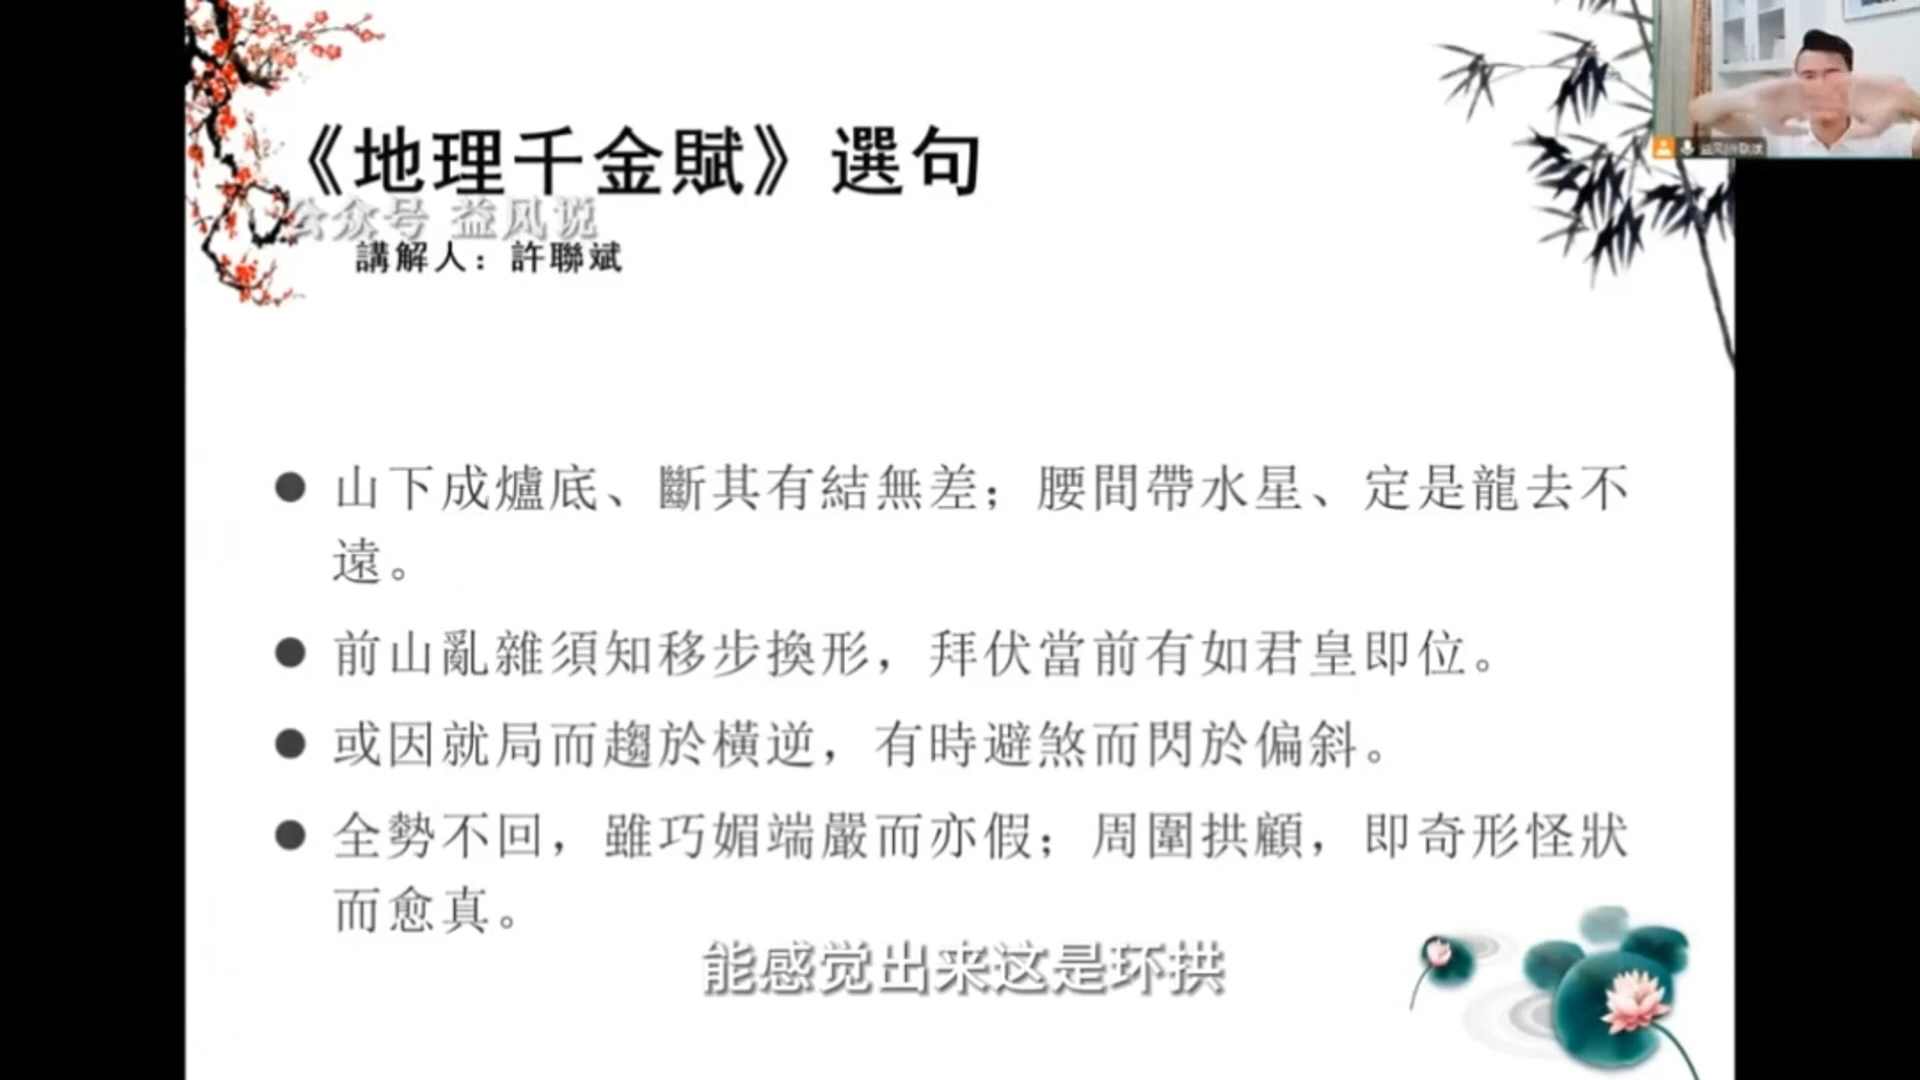 《地理千金賦》選句
公众号 益风说
講解人：許聯斌
山下成爐底、斷其有結無差；腰間帶水星、定是龍去不
遠。
前山亂雜須知移步換形，拜伏當前有如君皇即位。
或因就局而趨於橫逆，有時避煞而閃於偏斜。
全勢不回，雖巧媚端嚴而亦假；周圍拱顧，即奇形怪狀
而愈真。
能感觉出来这是环拱